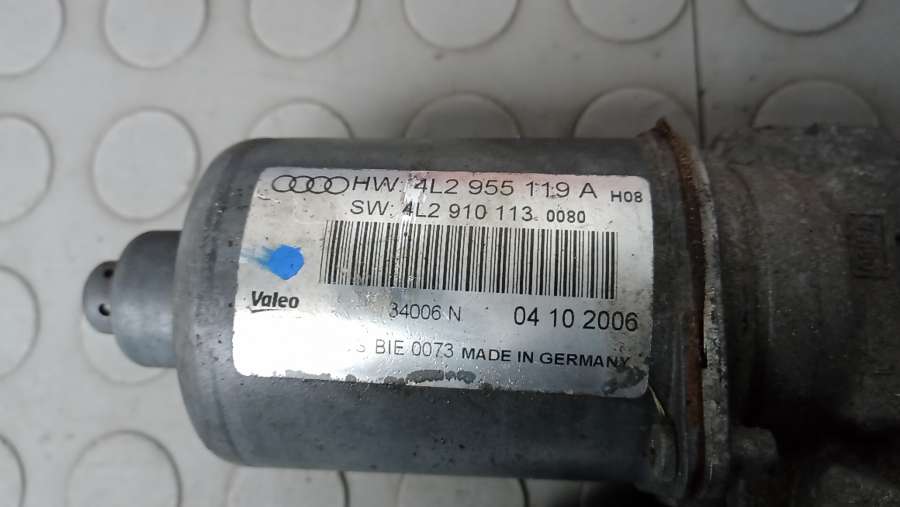 HW: 4L2 955 119 A H08
SW: 4L2 910 113 0080
Valeo
34006 N 04 10 2006
BIE 0073 MADE IN GERMANY